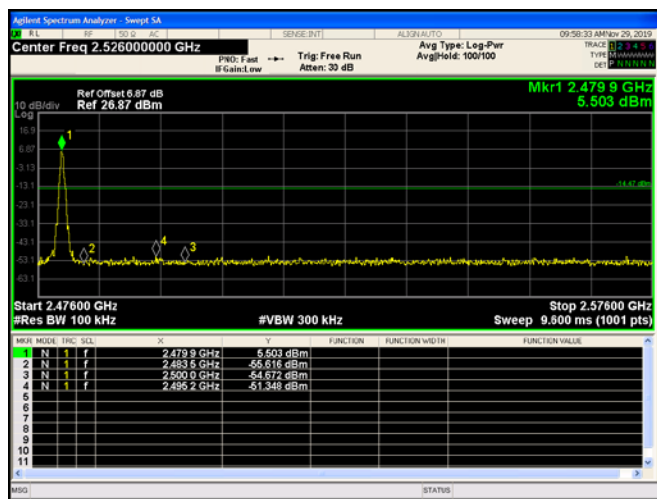 Agilent Spectrum Analyzer - Swept SA
RL RF 50 Ω AC SENSE:INT ALIGNAUTO 09:58:33 AM Nov 29, 2019
Center Freq 2.526000000 GHz
PNO: Fast
IFGain:Low
Trig: Free Run
Atten: 30 dB
Avg Type: Log-Pwr
Avg|Hold: 100/100
TRACE 1 2 3 4 5 6
TYPE M
DET P N N N N N
Ref Offset 6.87 dB
Ref 26.87 dBm
Mkr1 2.479 9 GHz
5.503 dBm
10 dB/div
Log
16.9
6.87
-3.13
-13.1
-23.1
-33.1
-43.1
-53.1
-63.1
1
2
4
3
-14.47 dBm
Start 2.47600 GHz
Stop 2.57600 GHz
#Res BW 100 kHz
#VBW 300 kHz
Sweep 9.600 ms (1001 pts)
MKR MODE TRC SCL X Y FUNCTION FUNCTION WIDTH FUNCTION VALUE
1 N 1 f 2.479 9 GHz 5.503 dBm
2 N 1 f 2.483 5 GHz -55.616 dBm
3 N 1 f 2.500 0 GHz -54.672 dBm
4 N 1 f 2.495 2 GHz -51.348 dBm
5
6
7
8
9
10
11
MSG
STATUS